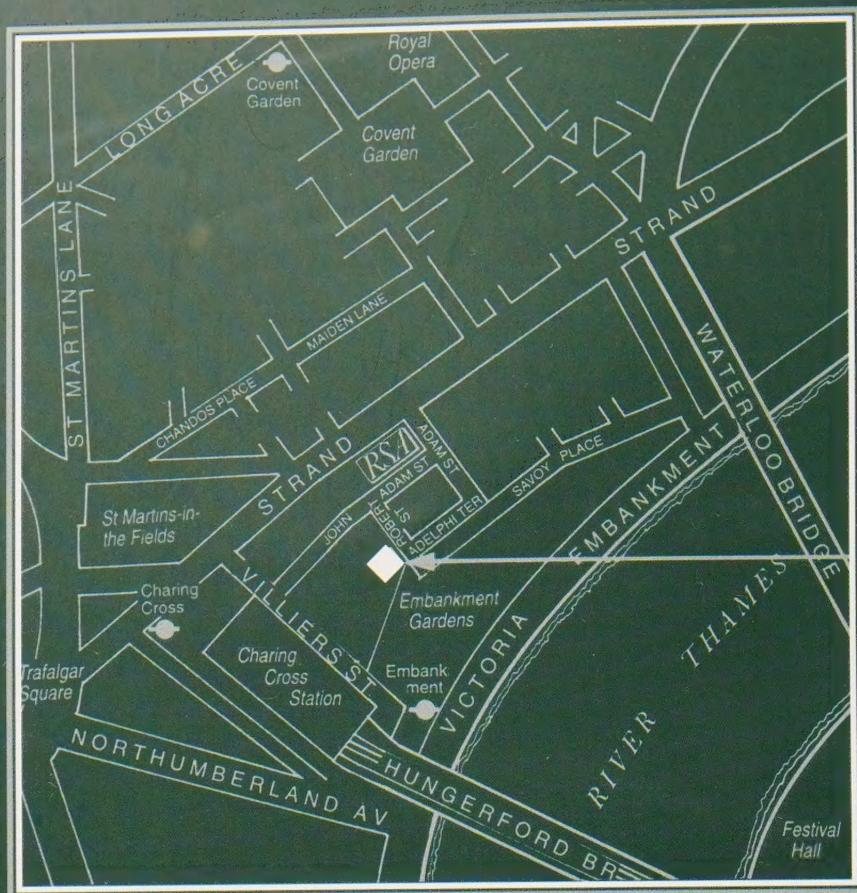 Royal
Opera
LONG ACRE
Covent
Garden
Covent
Garden
ST MARTINS LANE
STRAND
MAIDEN LANE
CHANDOS PLACE
WATERLOO BRIDGE
STRAND
RSA
ADAM ST
JOHN ADAM ST
ROBERT ST
ADELPHI TER
SAVOY PLACE
St Martins-in-
the Fields
VICTORIA EMBANKMENT
Charing
Cross
VILLIERS ST
Embankment
Gardens
Charing
Cross
Station
Embank
ment
Trafalgar
Square
RIVER THAMES
NORTHUMBERLAND AV
HUNGERFORD BR
Festival
Hall